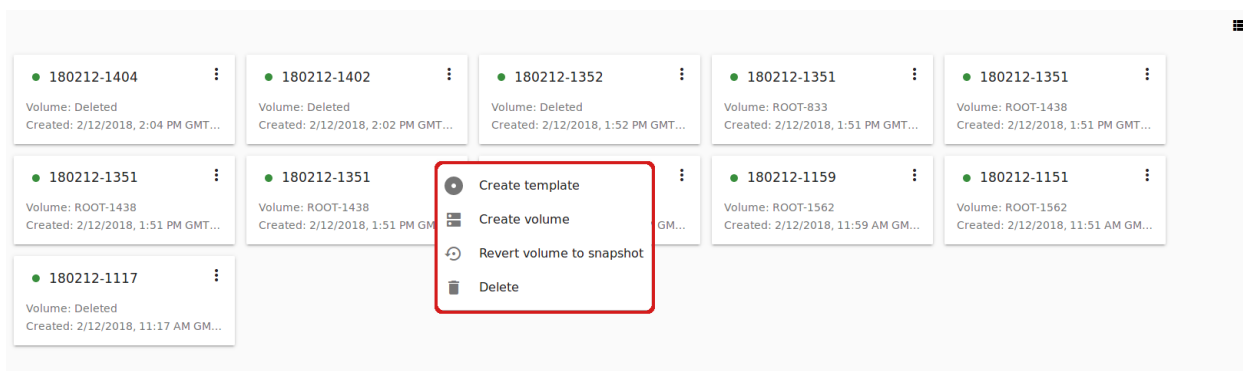 180212-1404
Volume: Deleted
Created: 2/12/2018, 2:04 PM GMT...
180212-1402
Volume: Deleted
Created: 2/12/2018, 2:02 PM GMT...
180212-1352
Volume: Deleted
Created: 2/12/2018, 1:52 PM GMT...
180212-1351
Volume: ROOT-833
Created: 2/12/2018, 1:51 PM GMT...
180212-1351
Volume: ROOT-1438
Created: 2/12/2018, 1:51 PM GMT...
180212-1351
Volume: ROOT-1438
Created: 2/12/2018, 1:51 PM GMT...
180212-1351
Volume: ROOT-1438
Created: 2/12/2018, 1:51 PM GM
Create template
Create volume
Revert volume to snapshot
Delete
GM...
180212-1159
Volume: ROOT-1562
Created: 2/12/2018, 11:59 AM GM...
180212-1151
Volume: ROOT-1562
Created: 2/12/2018, 11:51 AM GM...
180212-1117
Volume: Deleted
Created: 2/12/2018, 11:17 AM GM...